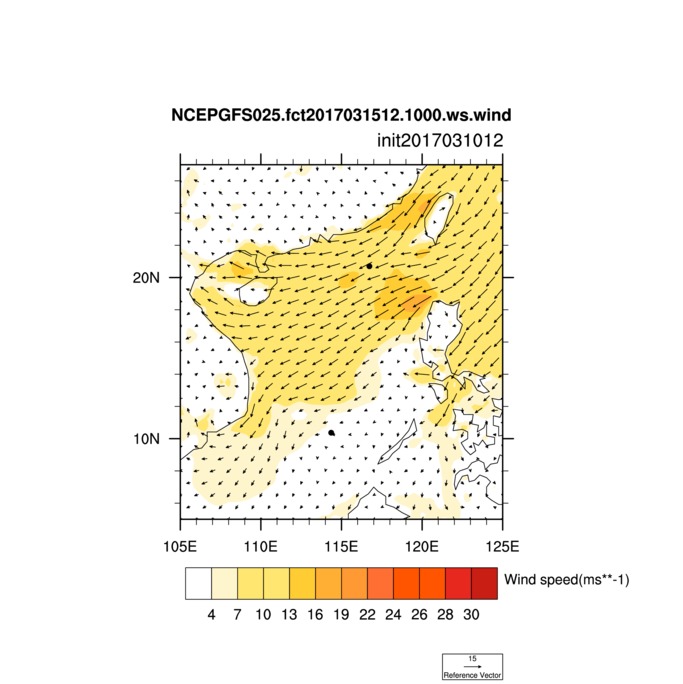 NCEPGFS025.fct2017031512.1000.ws.wind
init2017031012
20N
10N
105E 110E 115E 120E 125E
Wind speed(ms**-1)
4 7 10 13 16 19 22 24 26 28 30
15
Reference Vector